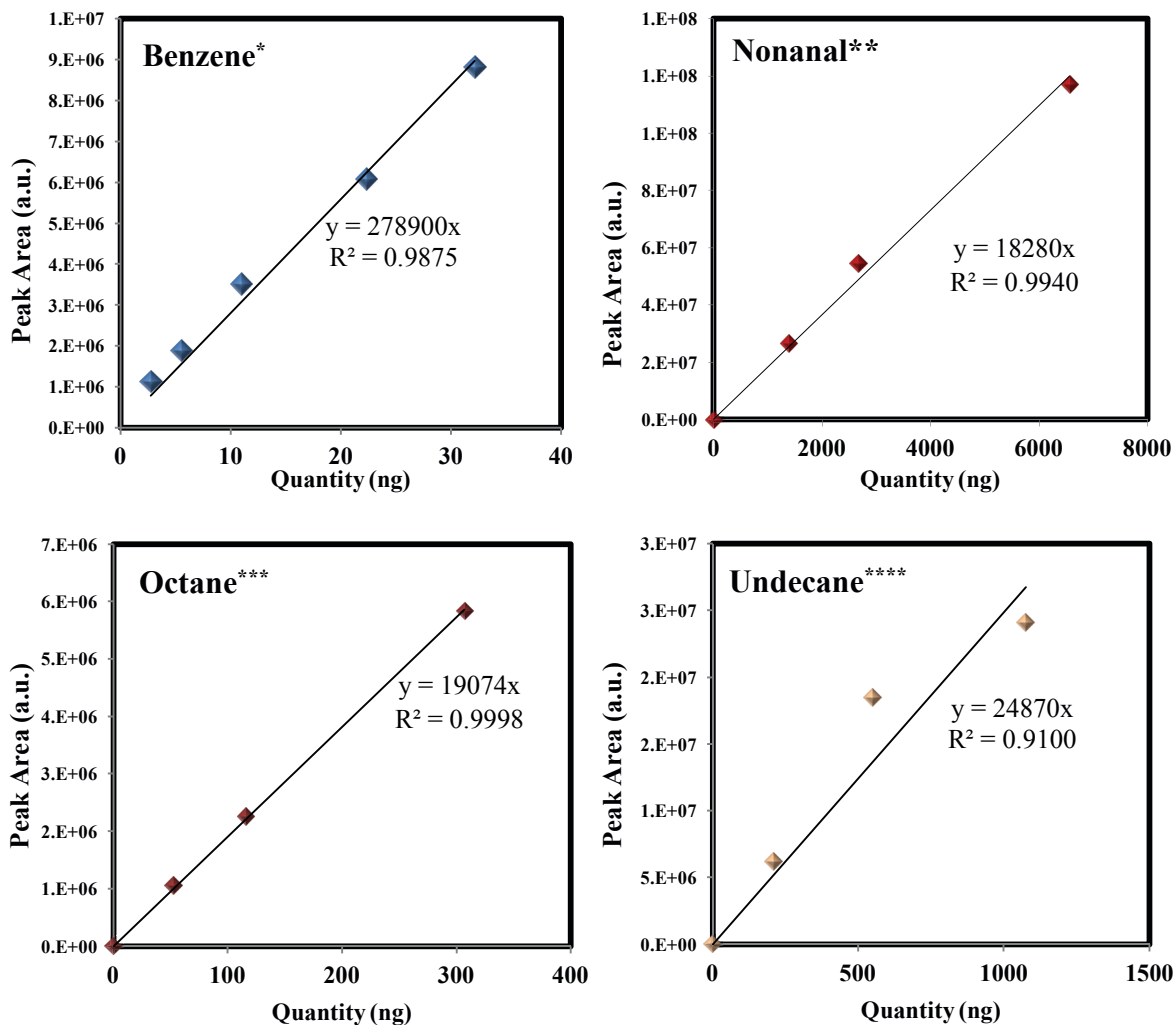 Benzene*
1.E+07
9.E+06
8.E+06
7.E+06
6.E+06
5.E+06
4.E+06
3.E+06
2.E+06
1.E+06
0.E+00
Peak Area (a.u.)
y = 278900x
R² = 0.9875
0 10 20 30 40
Quantity (ng)
Nonanal**
1.E+08
1.E+08
1.E+08
8.E+07
6.E+07
4.E+07
2.E+07
0.E+00
Peak Area (a.u.)
y = 18280x
R² = 0.9940
0 2000 4000 6000 8000
Quantity (ng)
Octane***
7.E+06
6.E+06
5.E+06
4.E+06
3.E+06
2.E+06
1.E+06
0.E+00
Peak Area (a.u.)
y = 19074x
R² = 0.9998
0 100 200 300 400
Quantity (ng)
Undecane****
3.E+07
3.E+07
2.E+07
2.E+07
1.E+07
5.E+06
0.E+00
Peak Area (a.u.)
y = 24870x
R² = 0.9100
0 500 1000 1500
Quantity (ng)